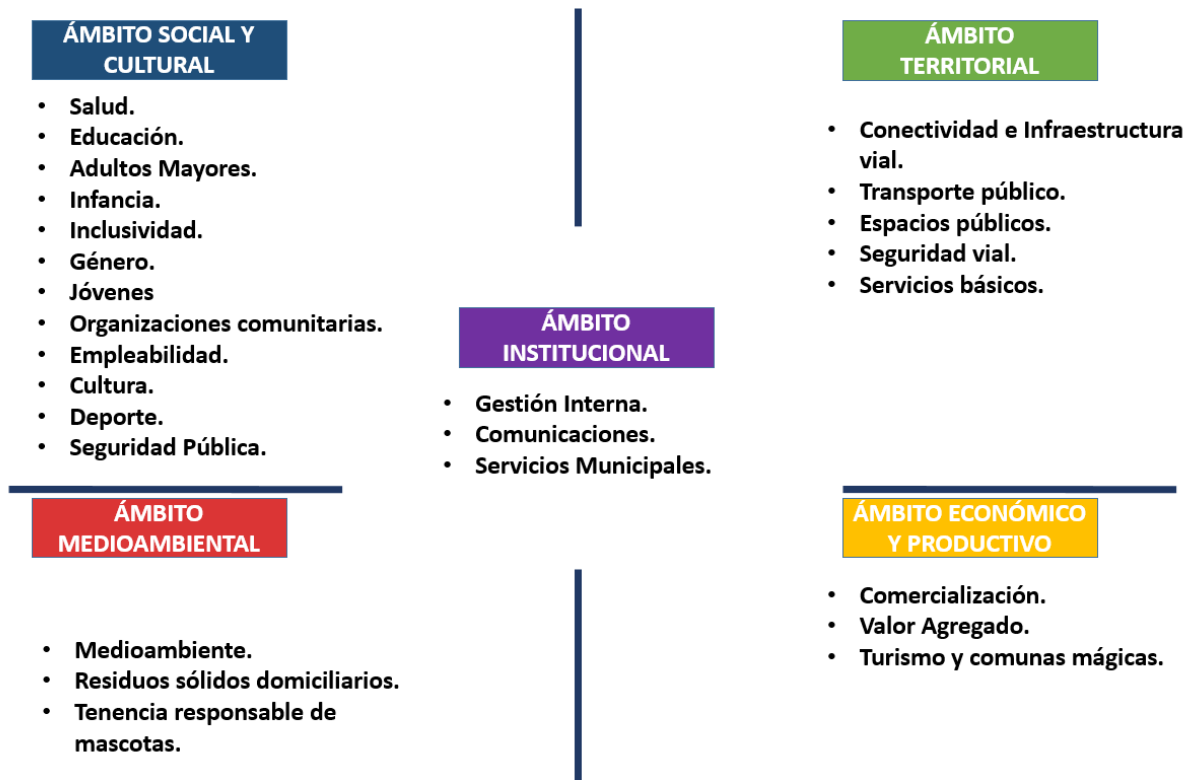 ÁMBITO SOCIAL Y
CULTURAL
• Salud.
• Educación.
• Adultos Mayores.
• Infancia.
• Inclusividad.
• Género.
• Jóvenes
• Organizaciones comunitarias.
• Empleabilidad.
• Cultura.
• Deporte.
• Seguridad Pública.
ÁMBITO
TERRITORIAL
• Conectividad e Infraestructura
vial.
• Transporte público.
• Espacios públicos.
• Seguridad vial.
• Servicios básicos.
ÁMBITO
INSTITUCIONAL
• Gestión Interna.
• Comunicaciones.
• Servicios Municipales.
ÁMBITO
MEDIOAMBIENTAL
• Medioambiente.
• Residuos sólidos domiciliarios.
• Tenencia responsable de
mascotas.
ÁMBITO ECONÓMICO
Y PRODUCTIVO
• Comercialización.
• Valor Agregado.
• Turismo y comunas mágicas.